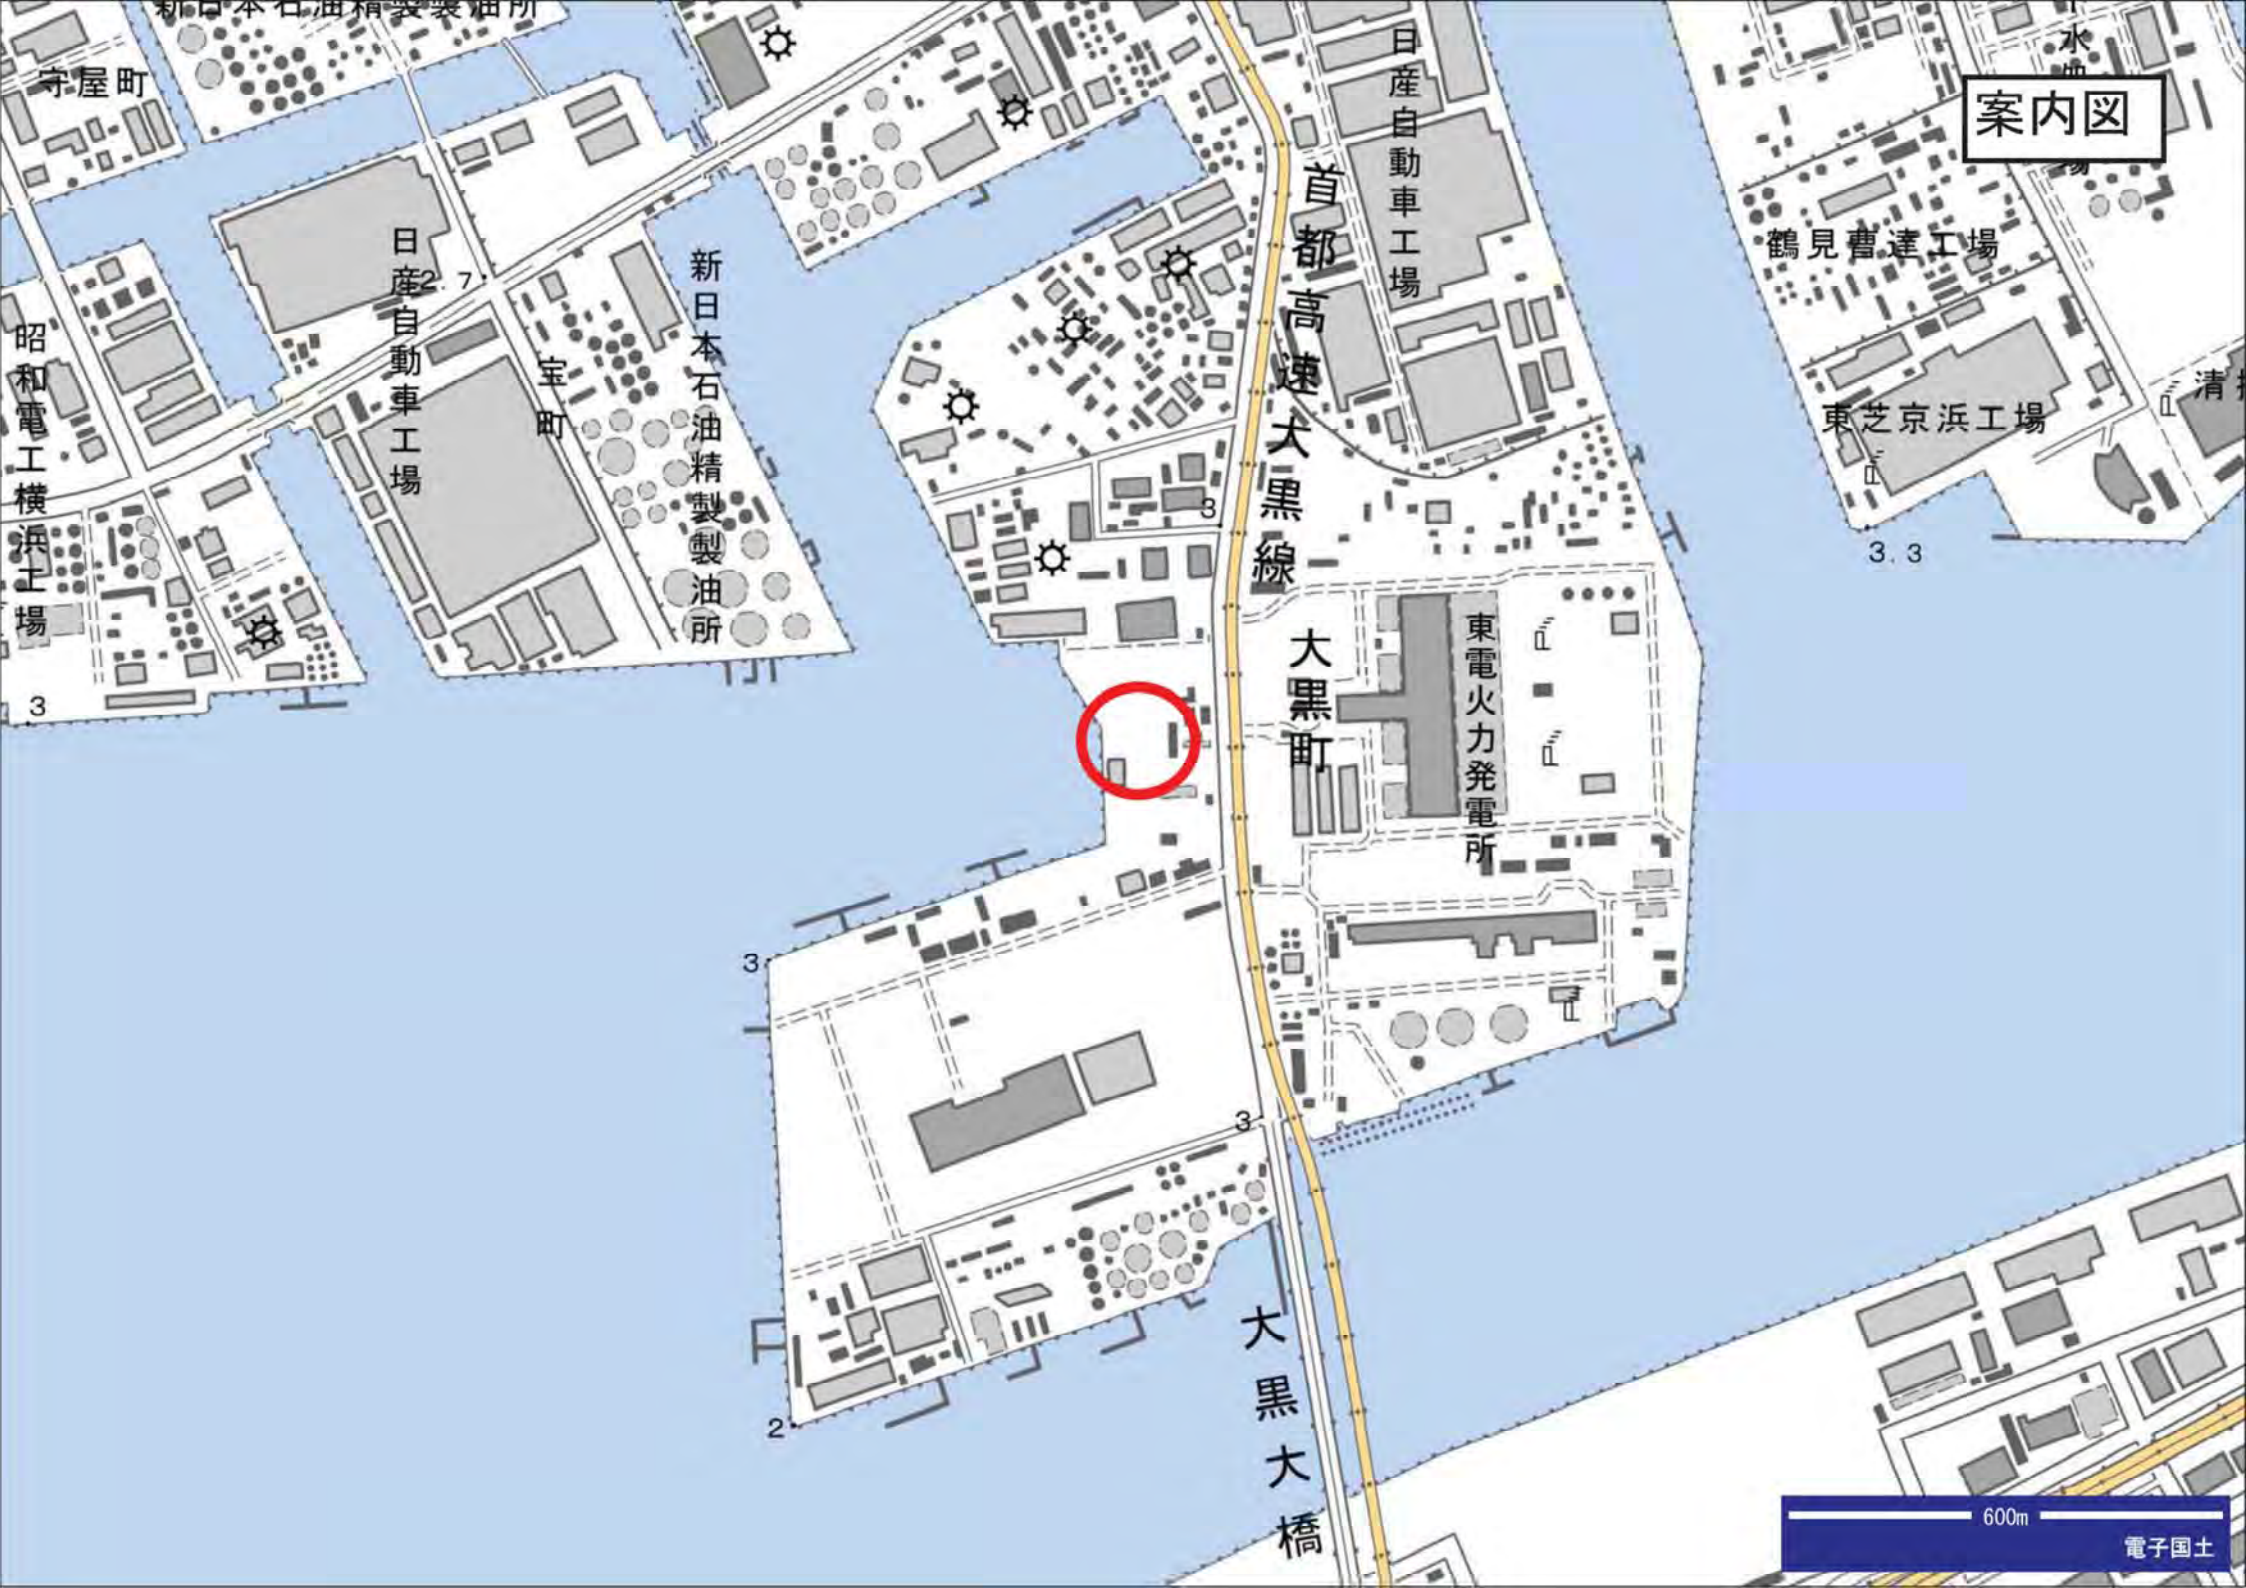 新日本石油精製製油所
守屋町
日産自動車工場
案内図
首都高速大黒線
鶴見曹達工場
日産自動車工場
2.7
新日本石油精製製油所
昭和電工横浜工場
宝町
清
東芝京浜工場
3
3.3
大黒町
東電火力発電所
3
3
3
2
大黒大橋
600m
電子国土